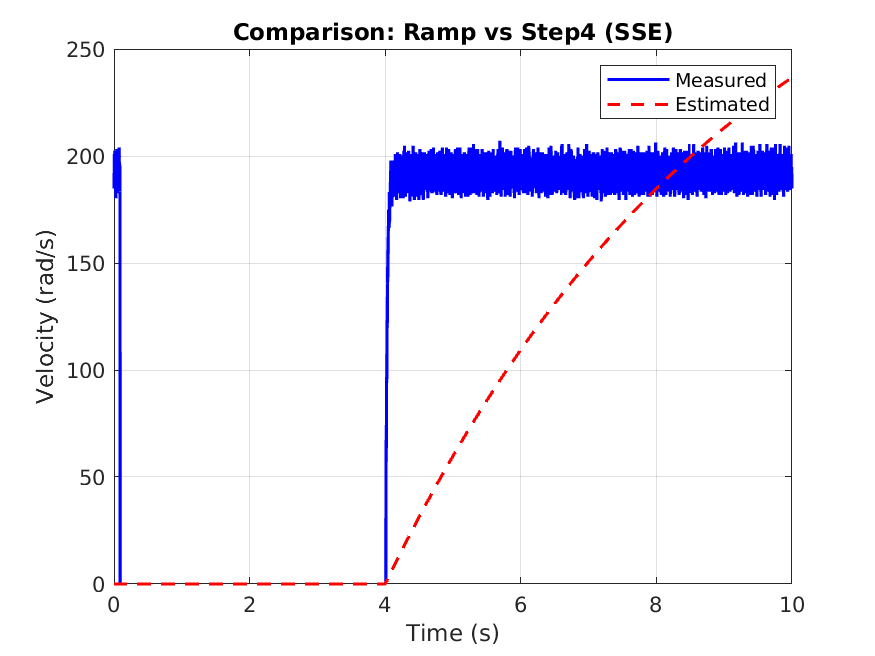 Comparison: Ramp vs Step4 (SSE)
250
200
150
100
50
0
Velocity (rad/s)
Measured
Estimated
0 2 4 6 8 10
Time (s)